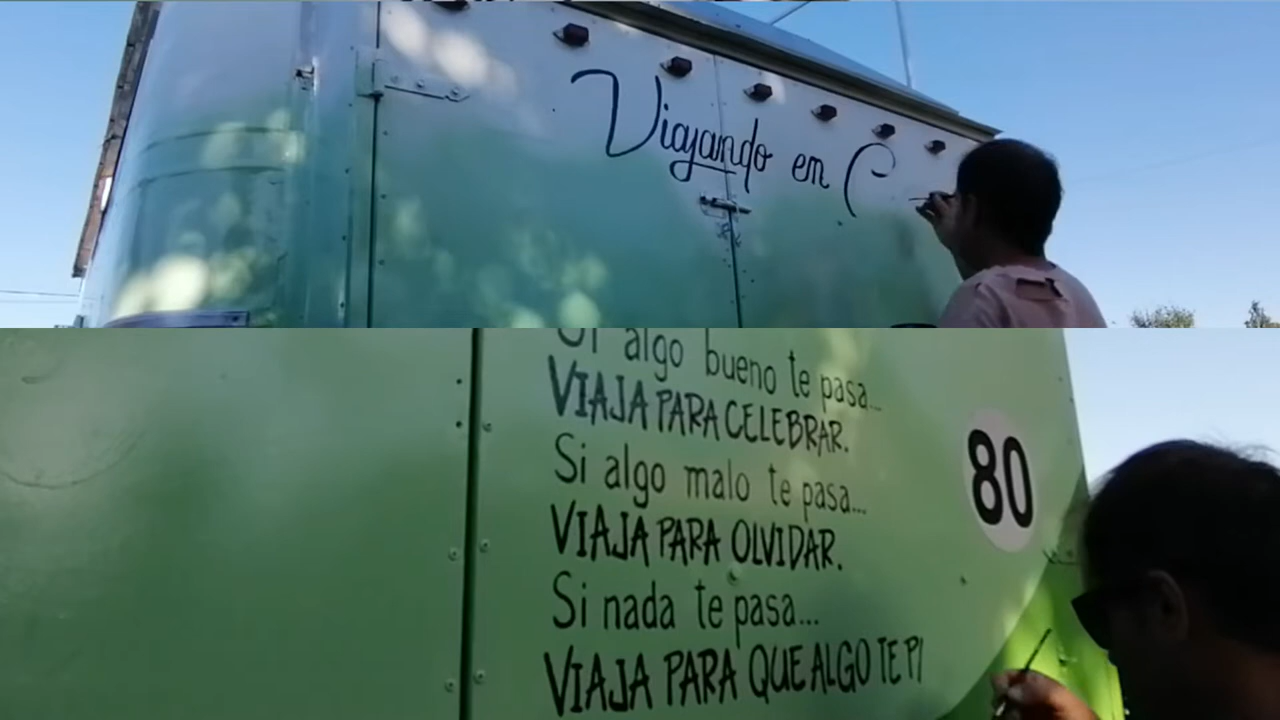 Viajando en C
Si algo bueno te pasa...
VIAJA PARA CELEBRAR.
Si algo malo te pasa...
VIAJA PARA OLVIDAR.
80
Si nada te pasa...
VIAJA PARA QUE ALGO TE P